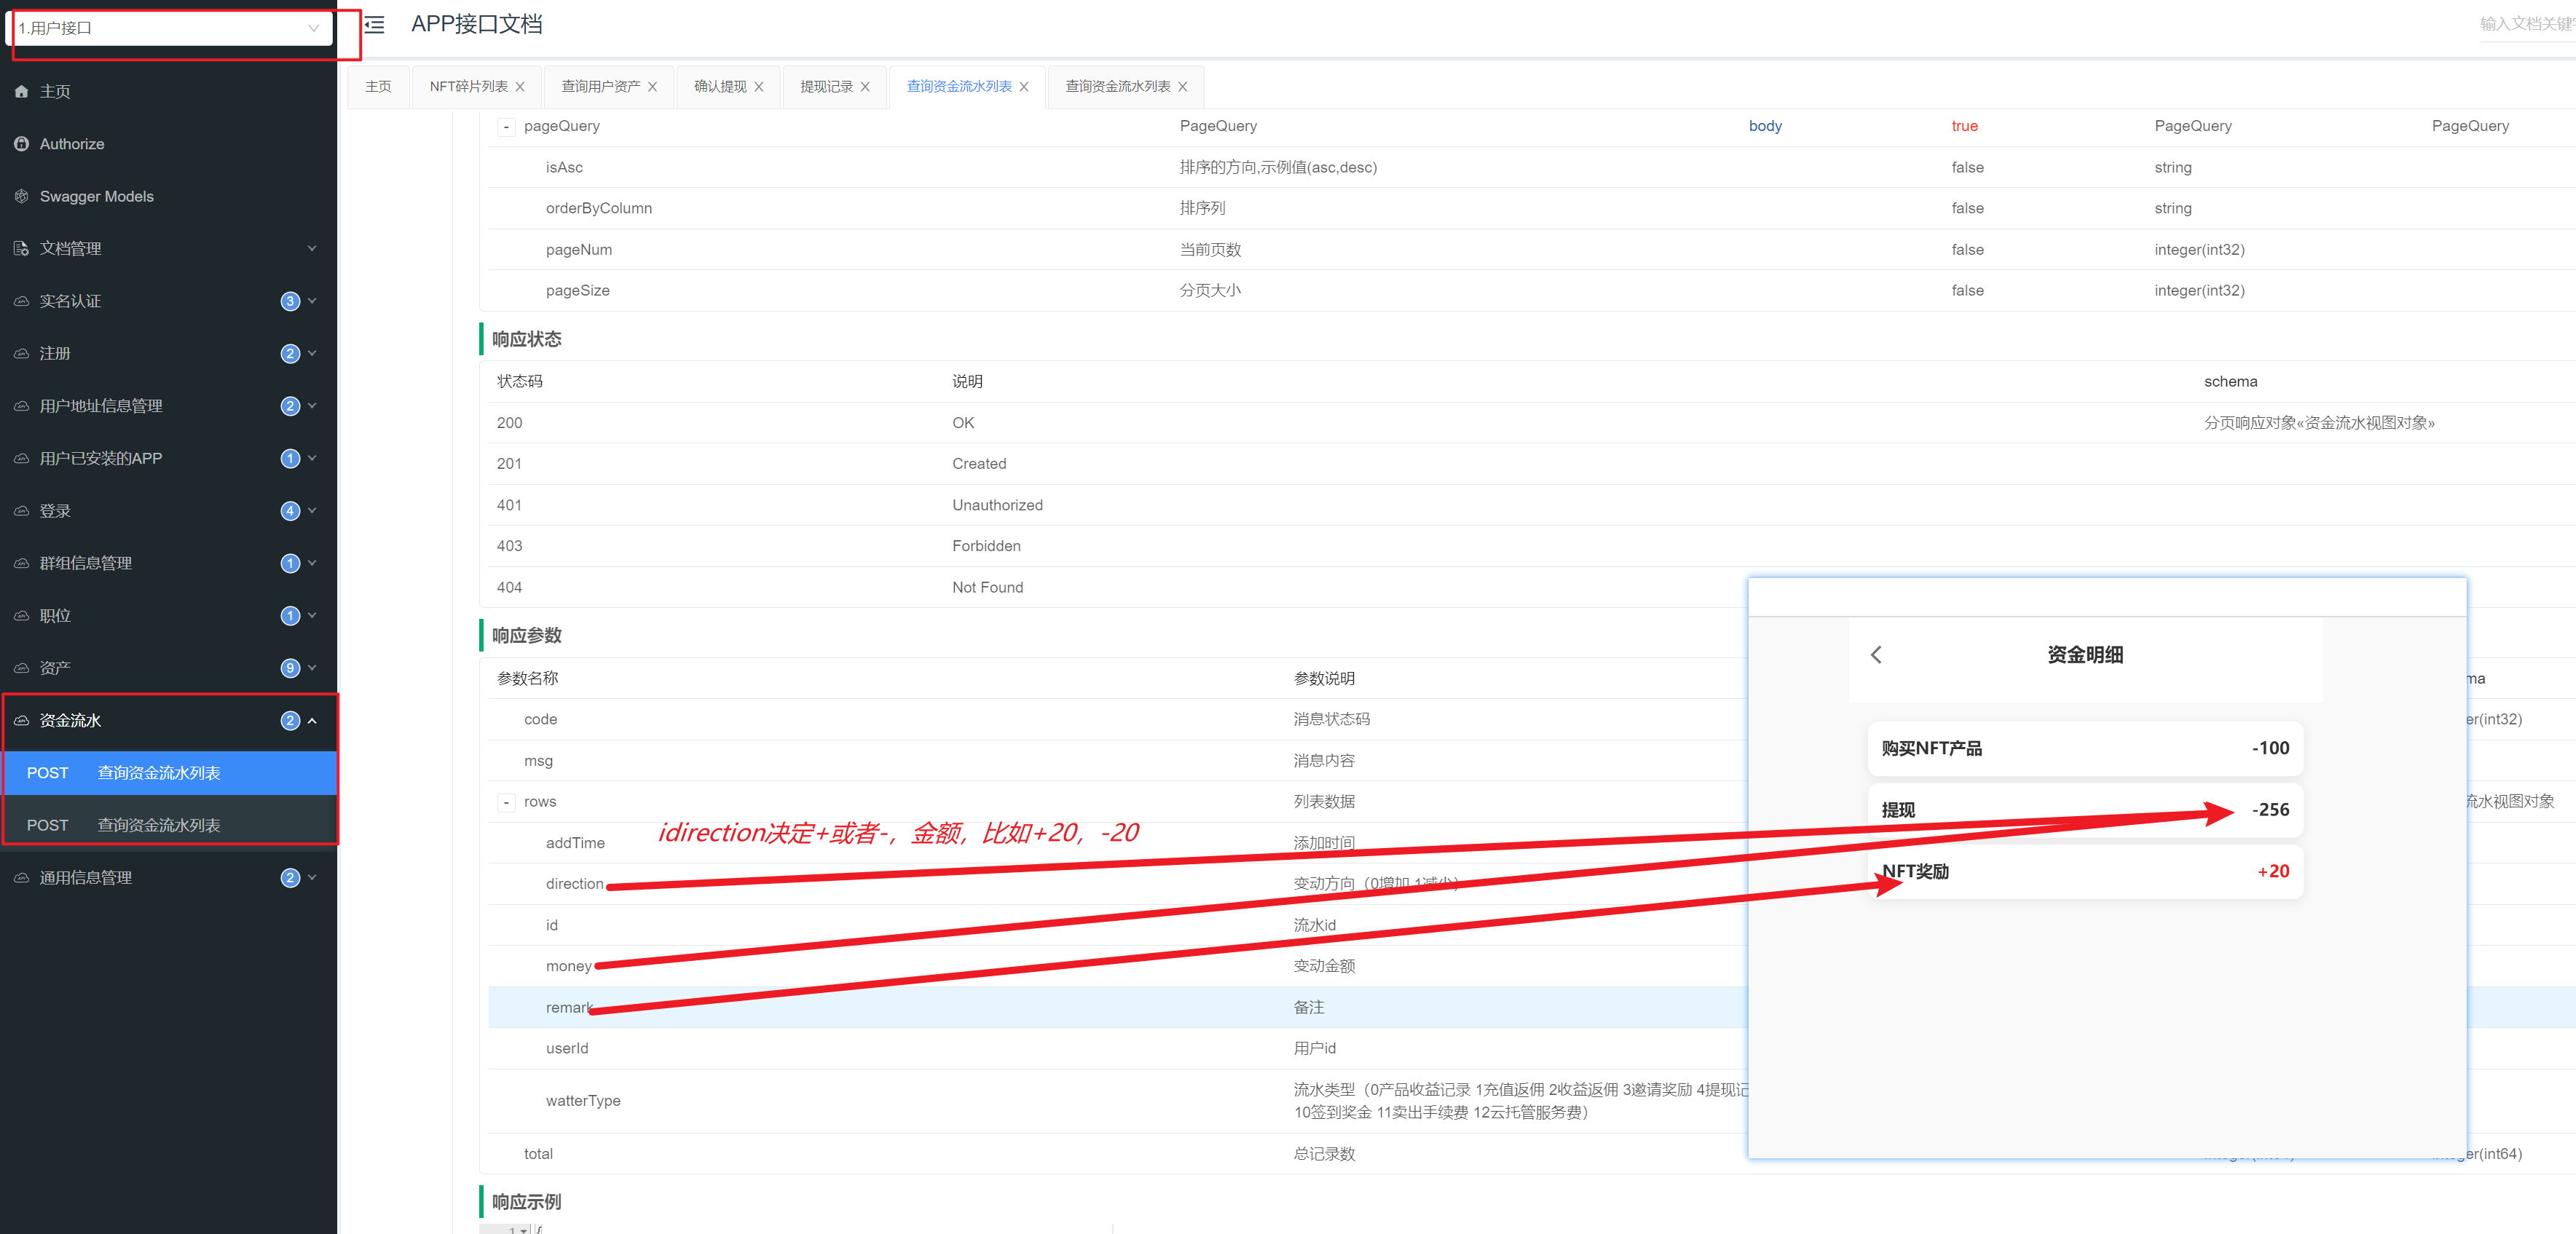 1.用户接口
主页
Authorize
Swagger Models
文档管理
实名认证 3
注册 2
用户地址信息管理 2
用户已安装的APP 1
登录 4
群组信息管理 1
职位 1
资产 9
资金流水 2
POST 查询资金流水列表
POST 查询资金流水列表
通用信息管理 2
APP接口文档
输入文档关键
主页 NFT碎片列表 查询用户资产 确认提现 提现记录 查询资金流水列表 查询资金流水列表
- pageQuery PageQuery body true PageQuery PageQuery
isAsc 排序的方向,示例值(asc,desc) false string
orderByColumn 排序列 false string
pageNum 当前页数 false integer(int32)
pageSize 分页大小 false integer(int32)
响应状态
状态码 说明 schema
200 OK 分页响应对象«资金流水视图对象»
201 Created
401 Unauthorized
403 Forbidden
404 Not Found
响应参数
参数名称 参数说明 ma
code 消息状态码 er(int32)
msg 消息内容
- rows 列表数据 流水视图对象
idirection决定+或者-，金额，比如+20，-20
addTime 添加时间
direction 变动方向（0增加 1减少）
id 流水id
money 变动金额
remark 备注
userId 用户id
watterType 流水类型（0产品收益记录 1充值返佣 2收益返佣 3邀请奖励 4提现记
10签到奖金 11卖出手续费 12云托管服务费）
total 总记录数 er(int64)
响应示例
1
资金明细
购买NFT产品 -100
提现 -256
NFT奖励 +20